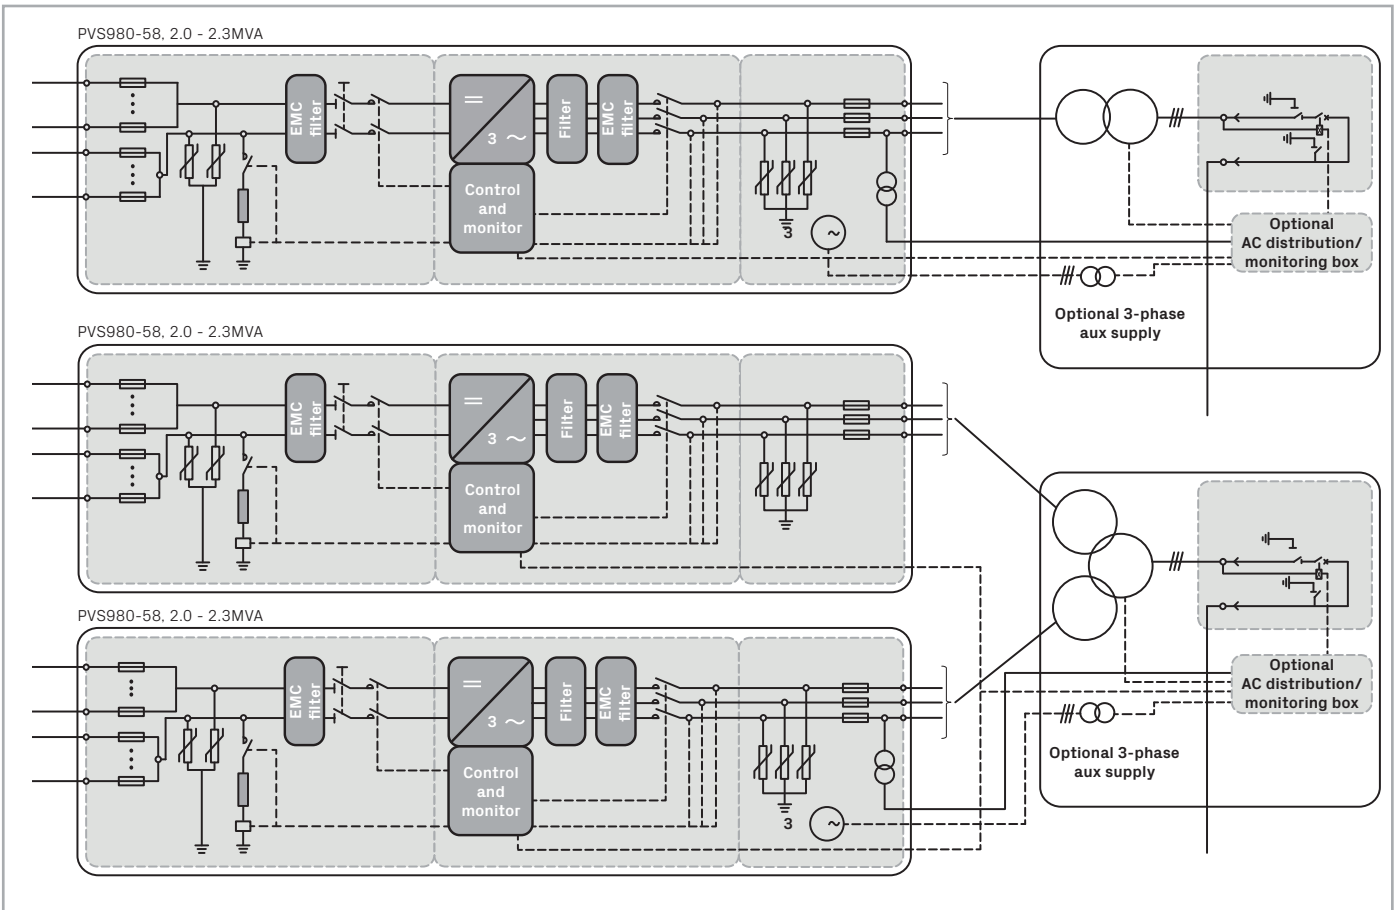 PVS980-58, 2.0 - 2.3MVA
EMC
filter
3
Filter
EMC
filter
Control
and
monitor
3
Optional
AC distribution/
monitoring box
Optional 3-phase
aux supply
PVS980-58, 2.0 - 2.3MVA
EMC
filter
3
Filter
EMC
filter
Control
and
monitor
PVS980-58, 2.0 - 2.3MVA
EMC
filter
3
Filter
EMC
filter
Control
and
monitor
3
Optional
AC distribution/
monitoring box
Optional 3-phase
aux supply